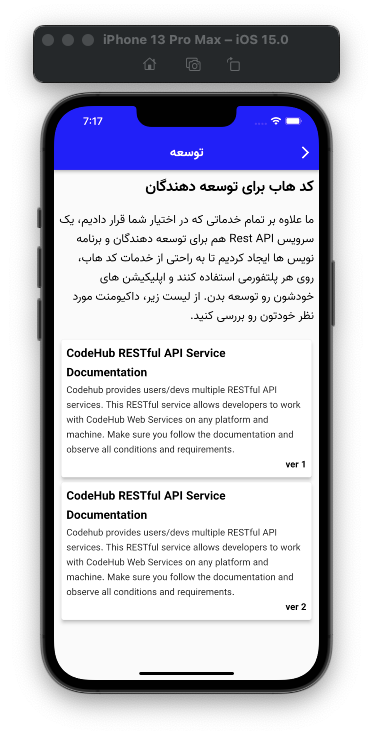 iPhone 13 Pro Max – iOS 15.0
7:17
توسعه
کد هاب برای توسعه دهندگان
ما علاوه بر تمام خدماتی که در اختیار شما قرار دادیم، یک
سرویس Rest API هم برای توسعه دهندگان و برنامه
نویس ها ایجاد کردیم تا به راحتی از خدمات کد هاب،
روی هر پلتفورمی استفاده کنند و اپلیکیشن های
خودشون رو توسعه بدن. از لیست زیر، داکیومنت مورد
نظر خودتون رو بررسی کنید.
CodeHub RESTful API Service
Documentation
Codehub provides users/devs multiple RESTful API
services. This RESTful service allows developers to work
with CodeHub Web Services on any platform and
machine. Make sure you follow the documentation and
observe all conditions and requirements.
ver 1
CodeHub RESTful API Service
Documentation
Codehub provides users/devs multiple RESTful API
services. This RESTful service allows developers to work
with CodeHub Web Services on any platform and
machine. Make sure you follow the documentation and
observe all conditions and requirements.
ver 2